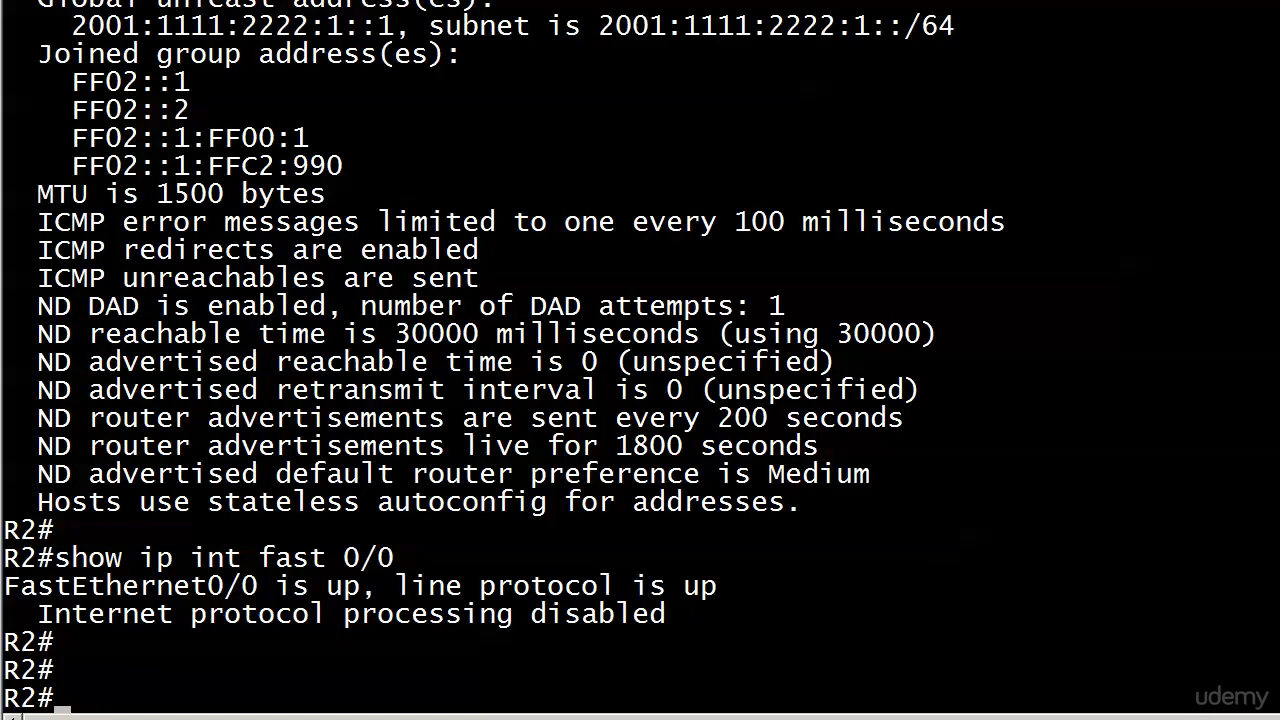 Global unicast address(es):
2001:1111:2222:1::1, subnet is 2001:1111:2222:1::/64
Joined group address(es):
FF02::1
FF02::2
FF02::1:FF00:1
FF02::1:FFC2:990
MTU is 1500 bytes
ICMP error messages limited to one every 100 milliseconds
ICMP redirects are enabled
ICMP unreachables are sent
ND DAD is enabled, number of DAD attempts: 1
ND reachable time is 30000 milliseconds (using 30000)
ND advertised reachable time is 0 (unspecified)
ND advertised retransmit interval is 0 (unspecified)
ND router advertisements are sent every 200 seconds
ND router advertisements live for 1800 seconds
ND advertised default router preference is Medium
Hosts use stateless autoconfig for addresses.
R2#
R2#show ip int fast 0/0
FastEthernet0/0 is up, line protocol is up
Internet protocol processing disabled
R2#
R2#
R2#_
udemy